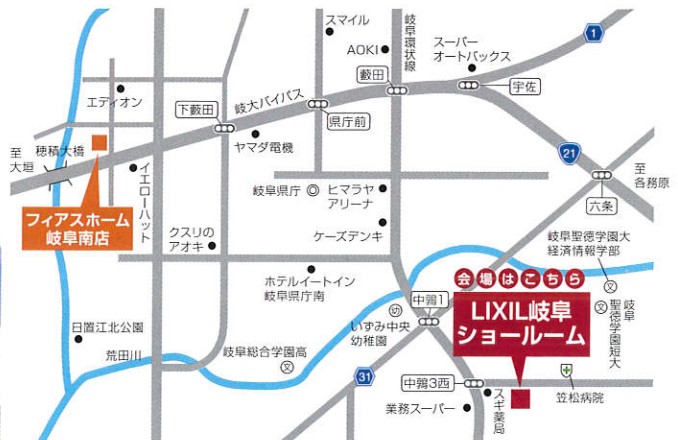 スマイル
岐阜環状線
AOKI
スーパー
オートバックス
1
エディオン
藪田
宇佐
下藪田
岐大バイパス
県庁前
ヤマダ電機
21
至
大垣
穂積大橋
イエローハット
至
各務原
岐阜県庁
ヒマラヤ
アリーナ
六条
フィアスホーム
岐阜南店
クスリの
アオキ
ケーズデンキ
岐阜聖徳学園大
経済情報学部
文
ホテルイートイン
岐阜県庁南
会場はこちら
中鶉1
LIXIL岐阜
ショールーム
文
岐阜
聖徳学園短大
幼
いずみ中央
幼稚園
日置江北公園
荒田川
岐阜総合学園高
文
31
中鶉3西
スギ薬局
業務スーパー
笠松病院